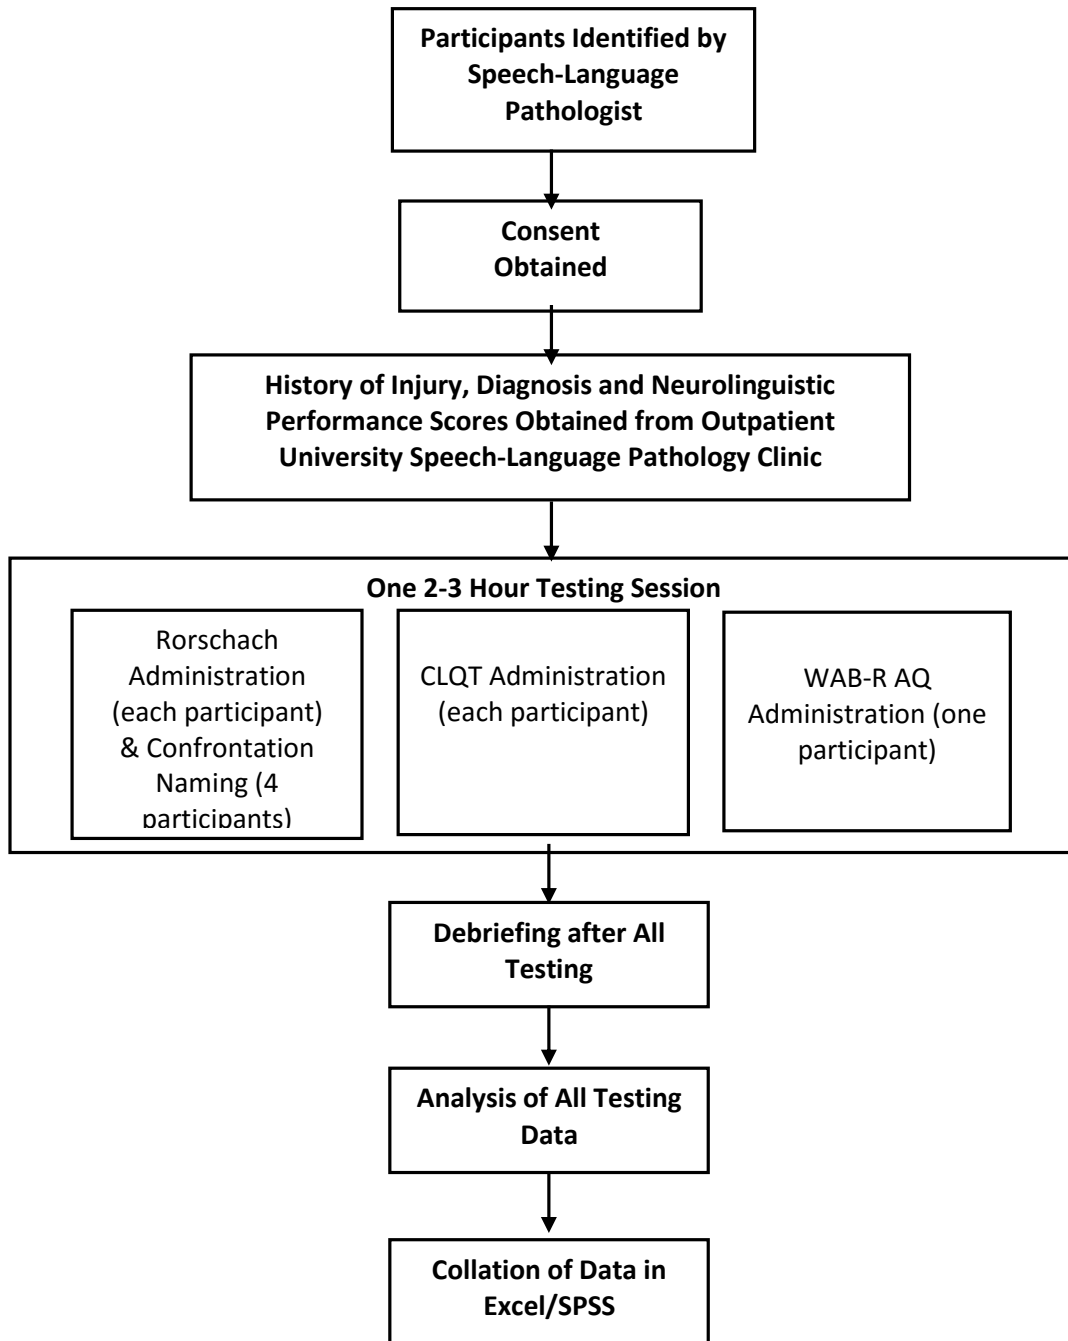 Participants Identified by
Speech-Language
Pathologist
Consent
Obtained
History of Injury, Diagnosis and Neurolinguistic
Performance Scores Obtained from Outpatient
University Speech-Language Pathology Clinic
One 2-3 Hour Testing Session
Rorschach
Administration
(each participant)
& Confrontation
Naming (4
participants)
CLQT Administration
(each participant)
WAB-R AQ
Administration (one
participant)
Debriefing after All
Testing
Analysis of All Testing
Data
Collation of Data in
Excel/SPSS